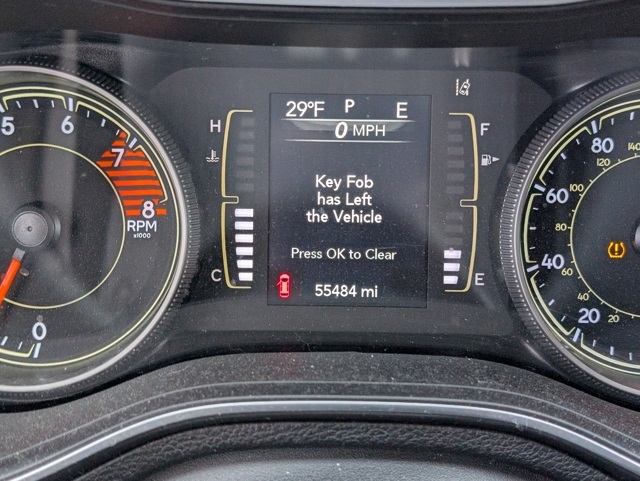 29°F P E
0 MPH
Key Fob
has Left
the Vehicle
Press OK to Clear
55484 mi
H
C
F
E
5 6 7 8
RPM
x1000
0
80
60
40
20
140
120
100
80
60
40
20